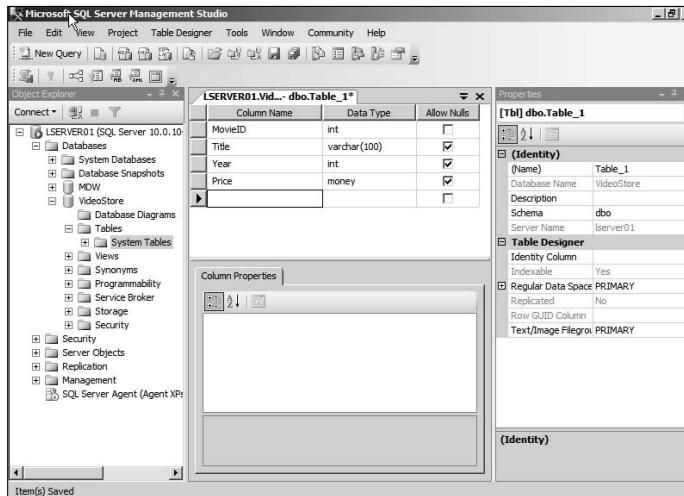 Microsoft SQL Server Management Studio
File Edit View Project Table Designer Tools Window Community Help
New Query
Object Explorer
Connect
LSERVER01 (SQL Server 10.0.10
Databases
System Databases
Database Snapshots
MDW
VideoStore
Database Diagrams
Tables
System Tables
Views
Synonyms
Programmability
Service Broker
Storage
Security
Security
Server Objects
Replication
Management
SQL Server Agent (Agent XPs
LSERVER01.Vid...- dbo.Table_1*
Column Name Data Type Allow Nulls
MovieID int
Title varchar(100)
Year int
Price money
Column Properties
Properties
[Tbl] dbo.Table_1
(Identity)
(Name) Table_1
Database Name VideoStore
Description
Schema dbo
Server Name lserver01
Table Designer
Identity Column
Indexable Yes
Regular Data Space PRIMARY
Replicated No
Row GUID Column
Text/Image Filegrou PRIMARY
(Identity)
Item(s) Saved